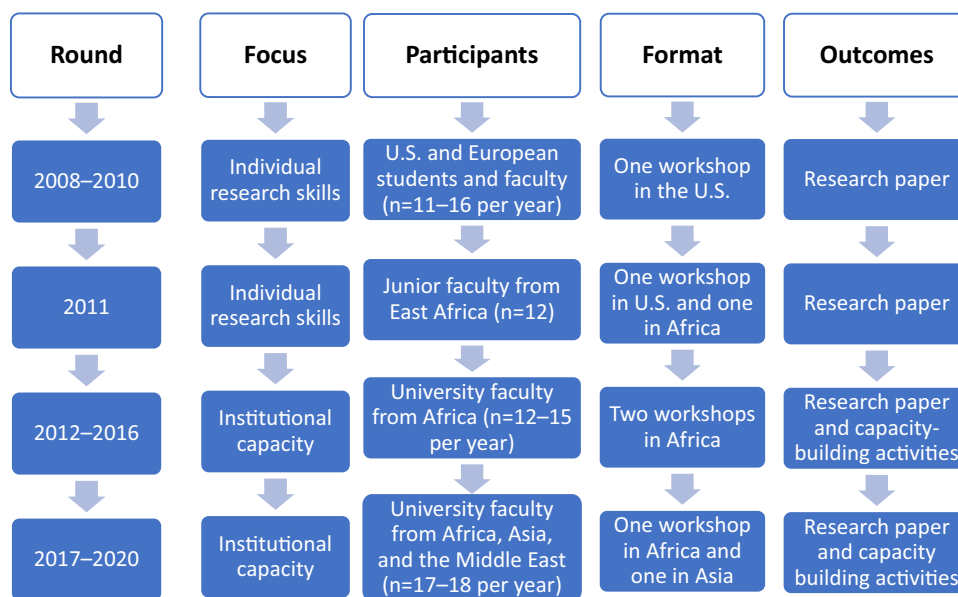 Round
Focus
Participants
Format
Outcomes
2008–2010
Individual
research skills
U.S. and European
students and faculty
(n=11–16 per year)
One workshop
in the U.S.
Research paper
2011
Individual
research skills
Junior faculty from
East Africa (n=12)
One workshop
in U.S. and one
in Africa
Research paper
2012–2016
Institutional
capacity
University faculty
from Africa (n=12–15
per year)
Two workshops
in Africa
Research paper
and capacity-
building activities
2017–2020
Institutional
capacity
University faculty
from Africa, Asia,
and the Middle East
(n=17–18 per year)
One workshop
in Africa and
one in Asia
Research paper
and capacity
building activities